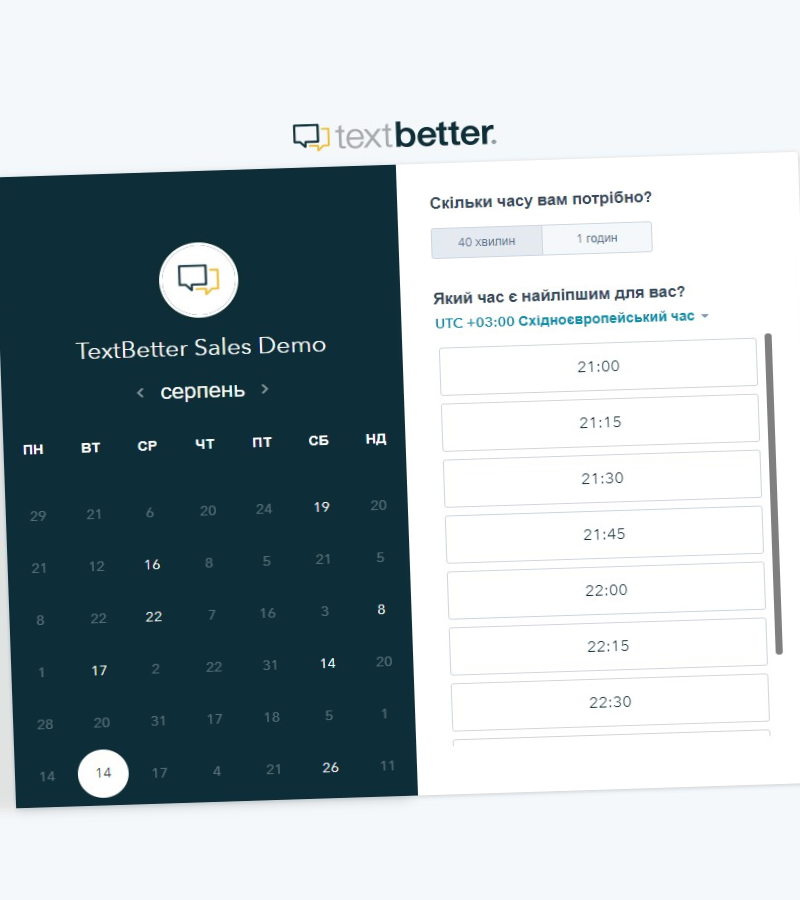 textbetter.
TextBetter Sales Demo
< серпень >
ПН ВТ СР ЧТ ПТ СБ НД
29 21 6 20 24 19 20
21 12 16 8 5 21 5
8 22 22 7 16 3 8
1 17 2 22 31 14 20
28 20 31 17 18 5 1
14 14 17 4 21 26 11
Скільки часу вам потрібно?
40 хвилин 1 годин
Який час є найліпшим для вас?
UTC +03:00 Східноєвропейський час
21:00
21:15
21:30
21:45
22:00
22:15
22:30